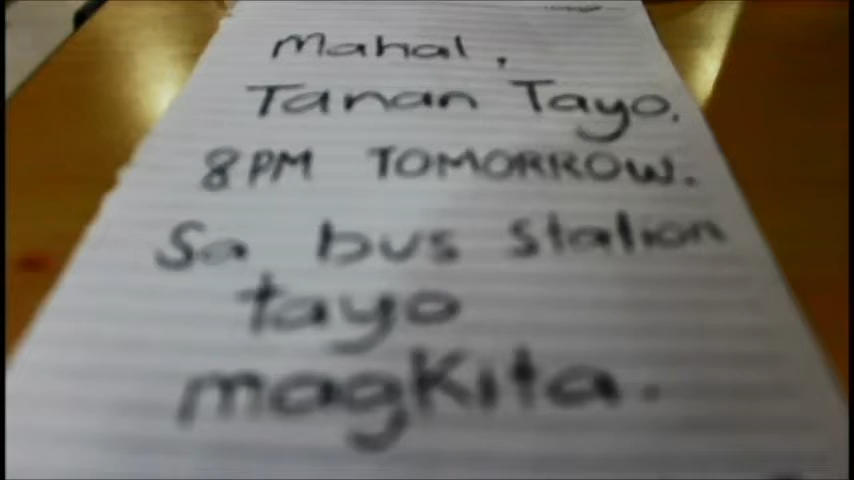 Mahal,
Tanan Tayo.
8PM TOMORROW.
Sa bus station
tayo
magkita.